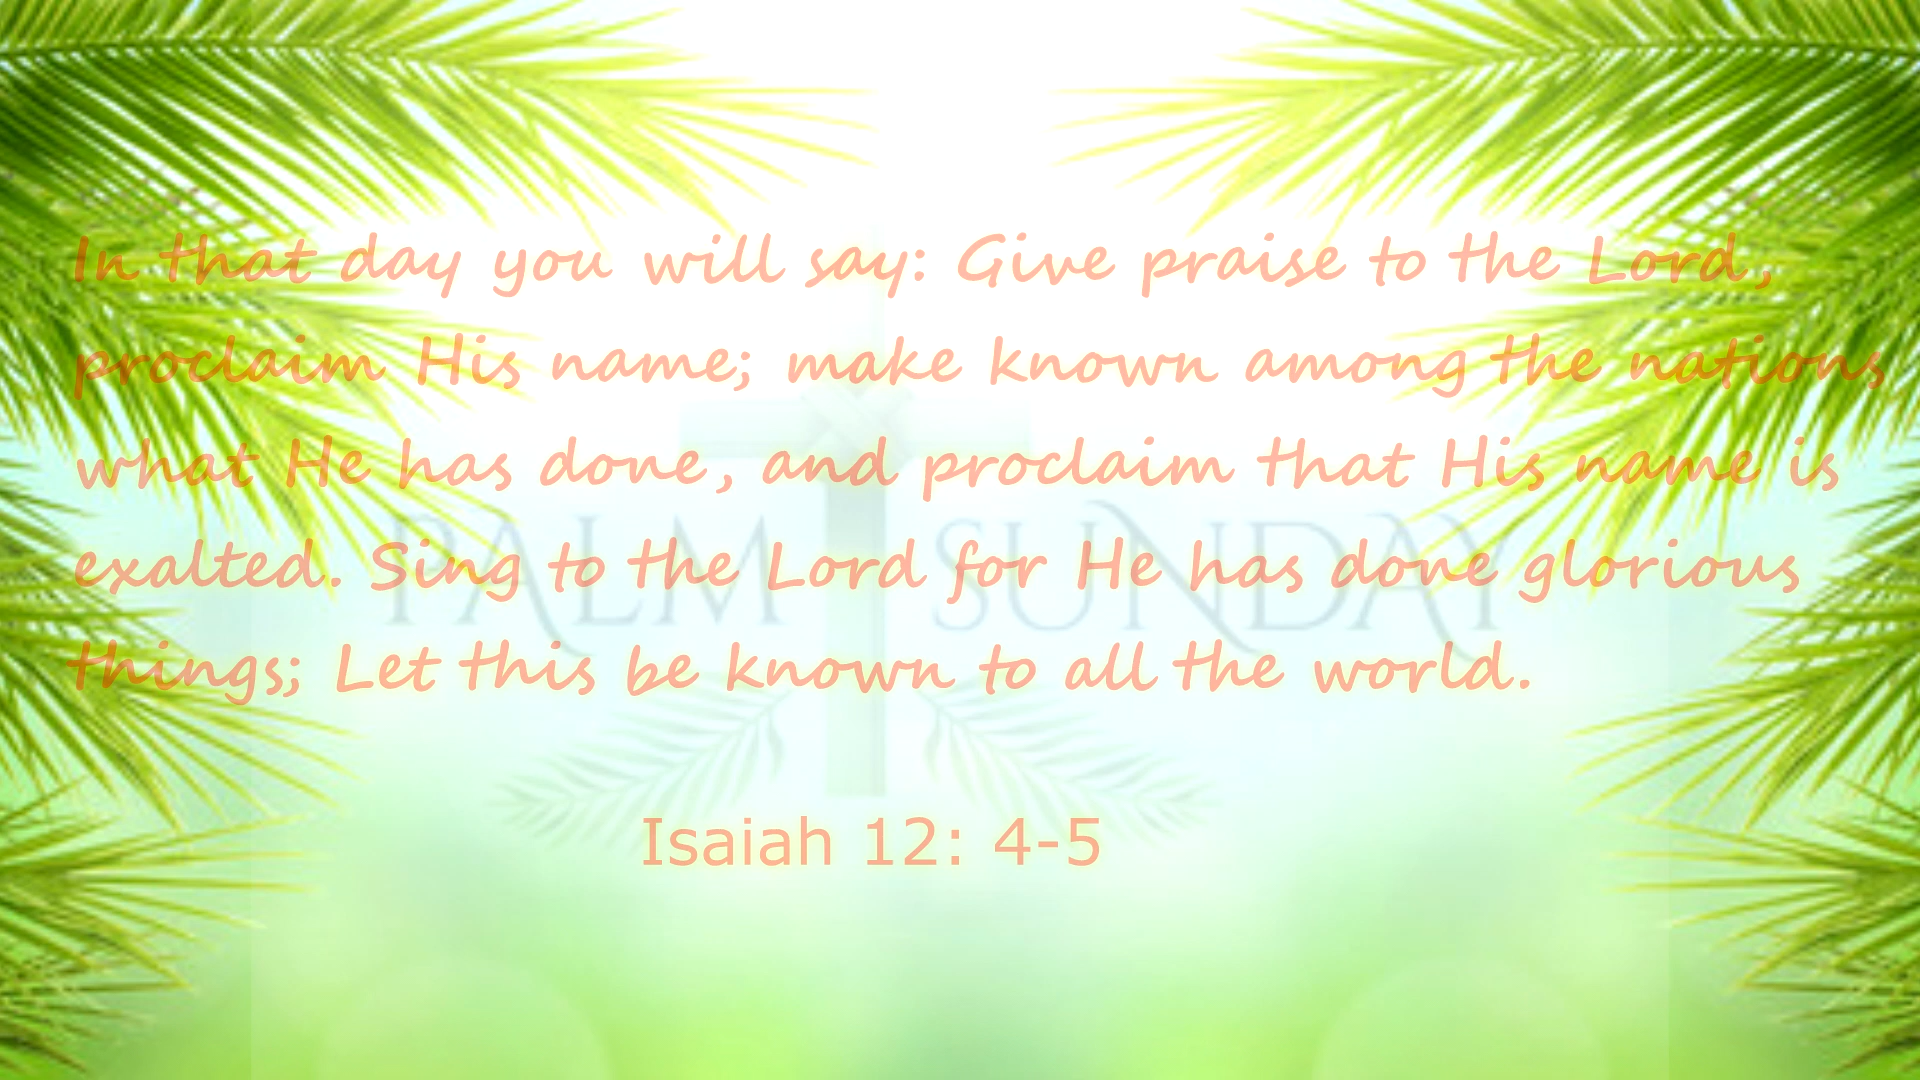 In that day you will say: Give praise to the Lord,
proclaim His name; make known among the nations
what He has done, and proclaim that His name is
exalted. Sing to the Lord for He has done glorious
things; Let this be known to all the world.
PALM SUNDAY
Isaiah 12: 4-5